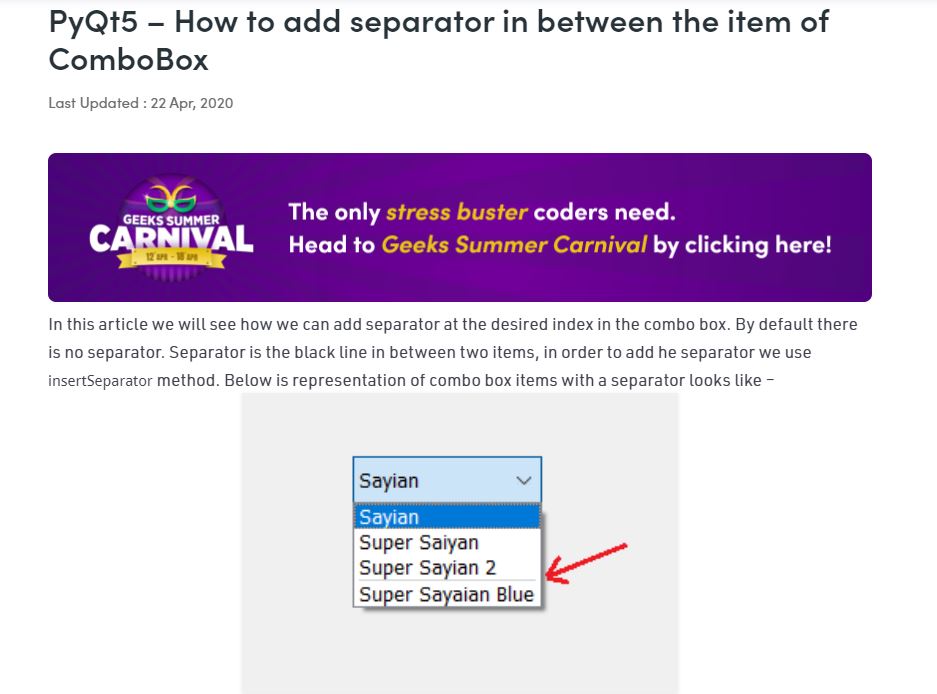 PyQt5 – How to add separator in between the item of
ComboBox
Last Updated : 22 Apr, 2020
GEEKS SUMMER
CARNIVAL
12 APR - 18 APR
The only stress buster coders need.
Head to Geeks Summer Carnival by clicking here!
In this article we will see how we can add separator at the desired index in the combo box. By default there
is no separator. Separator is the black line in between two items, in order to add he separator we use
insertSeparator method. Below is representation of combo box items with a separator looks like –
Sayian
Sayian
Super Saiyan
Super Sayian 2
Super Sayaian Blue